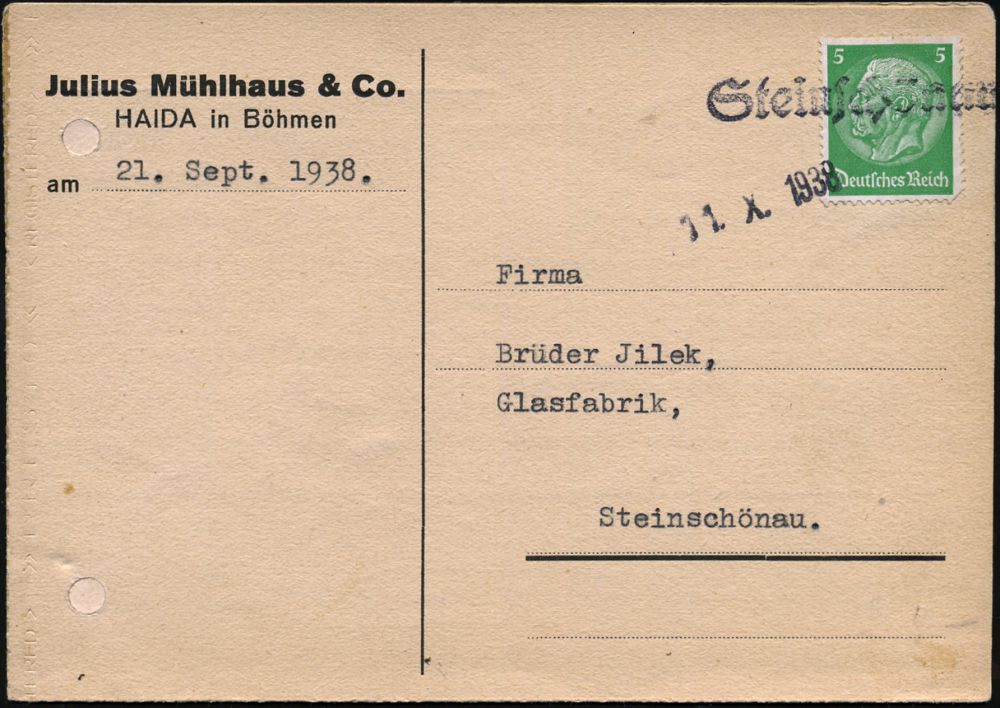 Julius Mühlhaus & Co.
HAIDA in Böhmen
am 21. Sept. 1938.
5 5
Deutsches Reich
11. X. 1938
Firma
Brüder Jilek,
Glasfabrik,
Steinschönau.